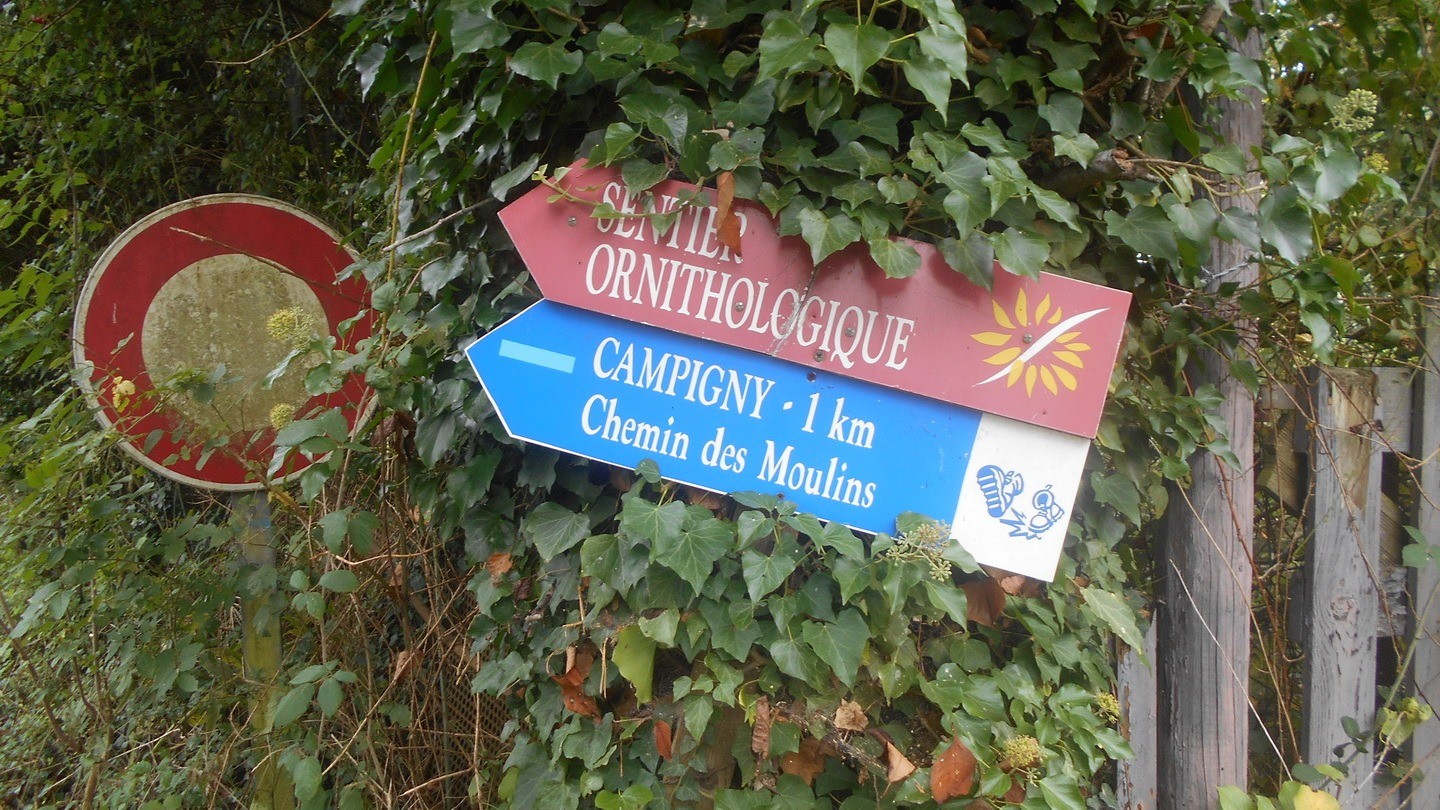 SENTIER
ORNITHOLOGIQUE
CAMPIGNY - 1 km
Chemin des Moulins